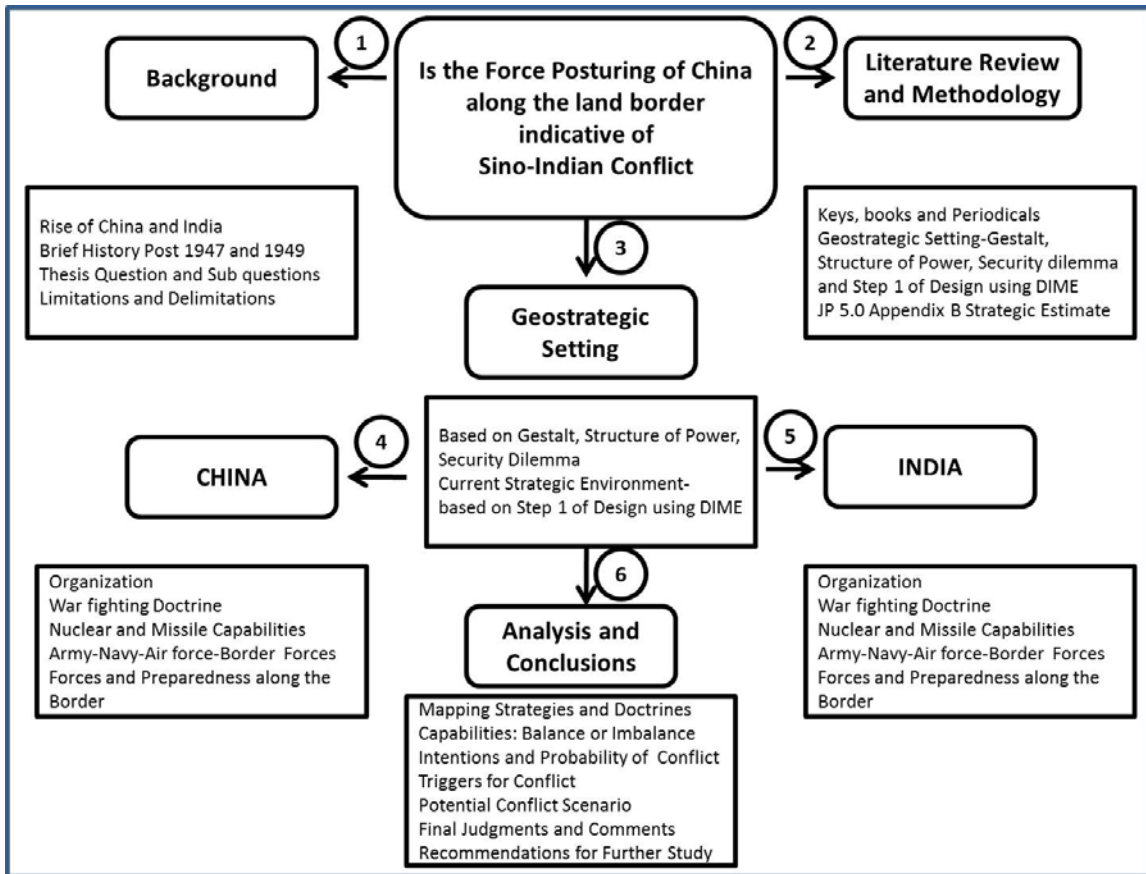 1
Background
Is the Force Posturing of China
along the land border
indicative of
Sino-Indian Conflict
2
Literature Review
and Methodology
Rise of China and India
Brief History Post 1947 and 1949
Thesis Question and Sub questions
Limitations and Delimitations
Keys, books and Periodicals
Geostrategic Setting-Gestalt,
Structure of Power, Security dilemma
and Step 1 of Design using DIME
JP 5.0 Appendix B Strategic Estimate
3
Geostrategic
Setting
Based on Gestalt, Structure of Power,
Security Dilemma
Current Strategic Environment-
based on Step 1 of Design using DIME
4
CHINA
5
INDIA
Organization
War fighting Doctrine
Nuclear and Missile Capabilities
Army-Navy-Air force-Border Forces
Forces and Preparedness along the
Border
Organization
War fighting Doctrine
Nuclear and Missile Capabilities
Army-Navy-Air force-Border Forces
Forces and Preparedness along the
Border
6
Analysis and
Conclusions
Mapping Strategies and Doctrines
Capabilities: Balance or Imbalance
Intentions and Probability of Conflict
Triggers for Conflict
Potential Conflict Scenario
Final Judgments and Comments
Recommendations for Further Study